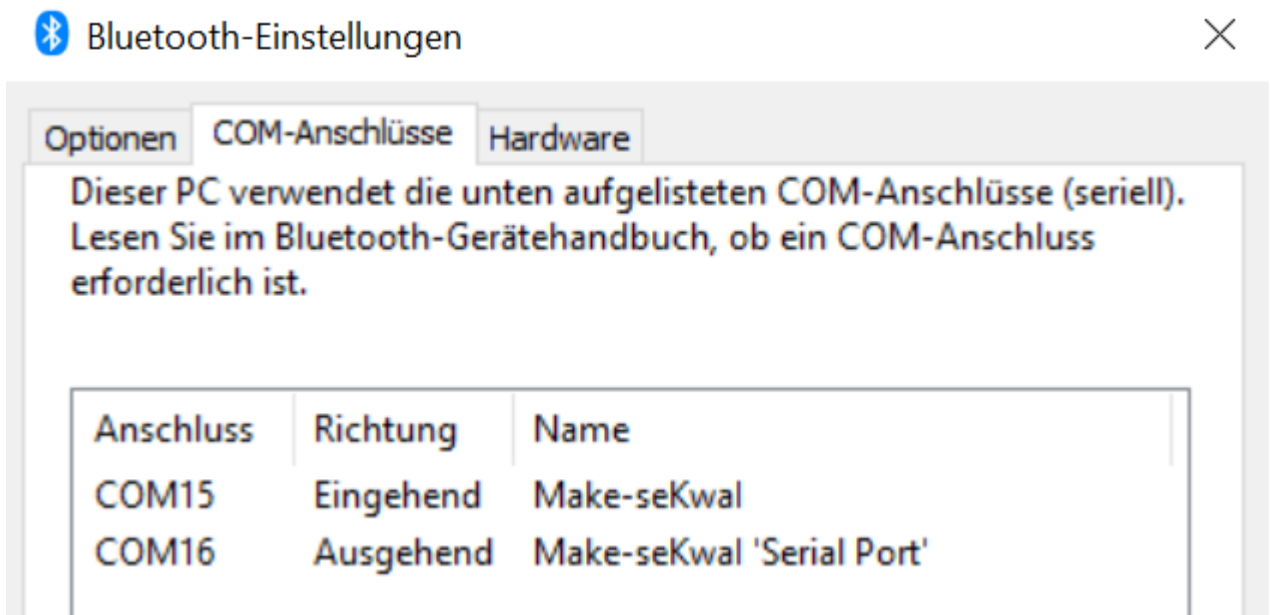 Bluetooth-Einstellungen
Optionen COM-Anschlüsse Hardware
Dieser PC verwendet die unten aufgelisteten COM-Anschlüsse (seriell).
Lesen Sie im Bluetooth-Gerätehandbuch, ob ein COM-Anschluss
erforderlich ist.
Anschluss Richtung Name
COM15 Eingehend Make-seKwal
COM16 Ausgehend Make-seKwal 'Serial Port'